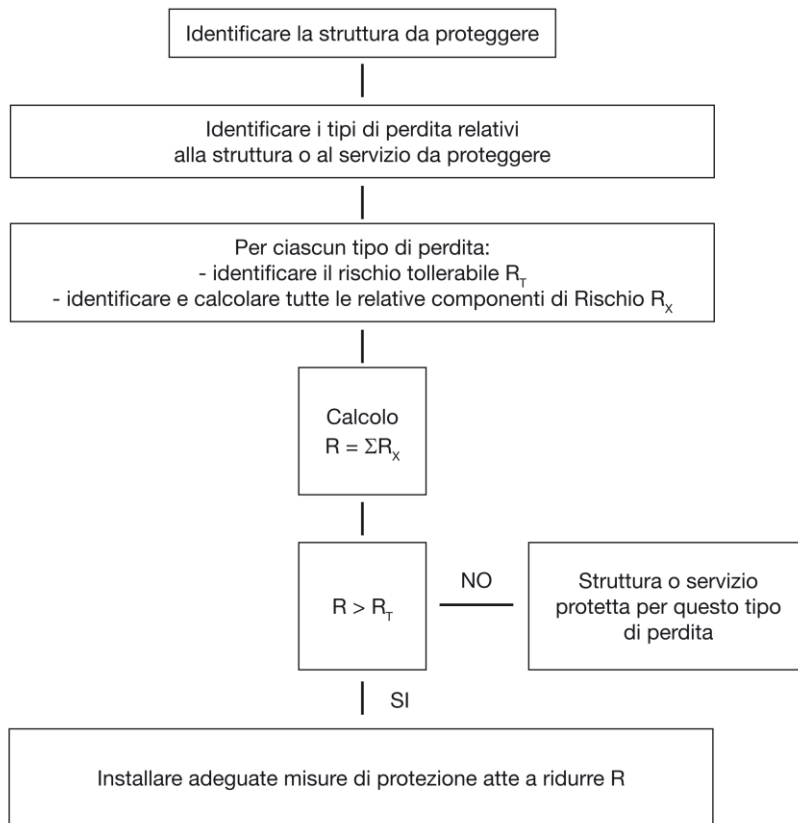 Identificare la struttura da proteggere
Identificare i tipi di perdita relativi
alla struttura o al servizio da proteggere
Per ciascun tipo di perdita:
- identificare il rischio tollerabile R_T
- identificare e calcolare tutte le relative componenti di Rischio R_X
Calcolo
R = ΣR_X
R > R_T
NO
Struttura o servizio
protetta per questo tipo
di perdita
SI
Installare adeguate misure di protezione atte a ridurre R